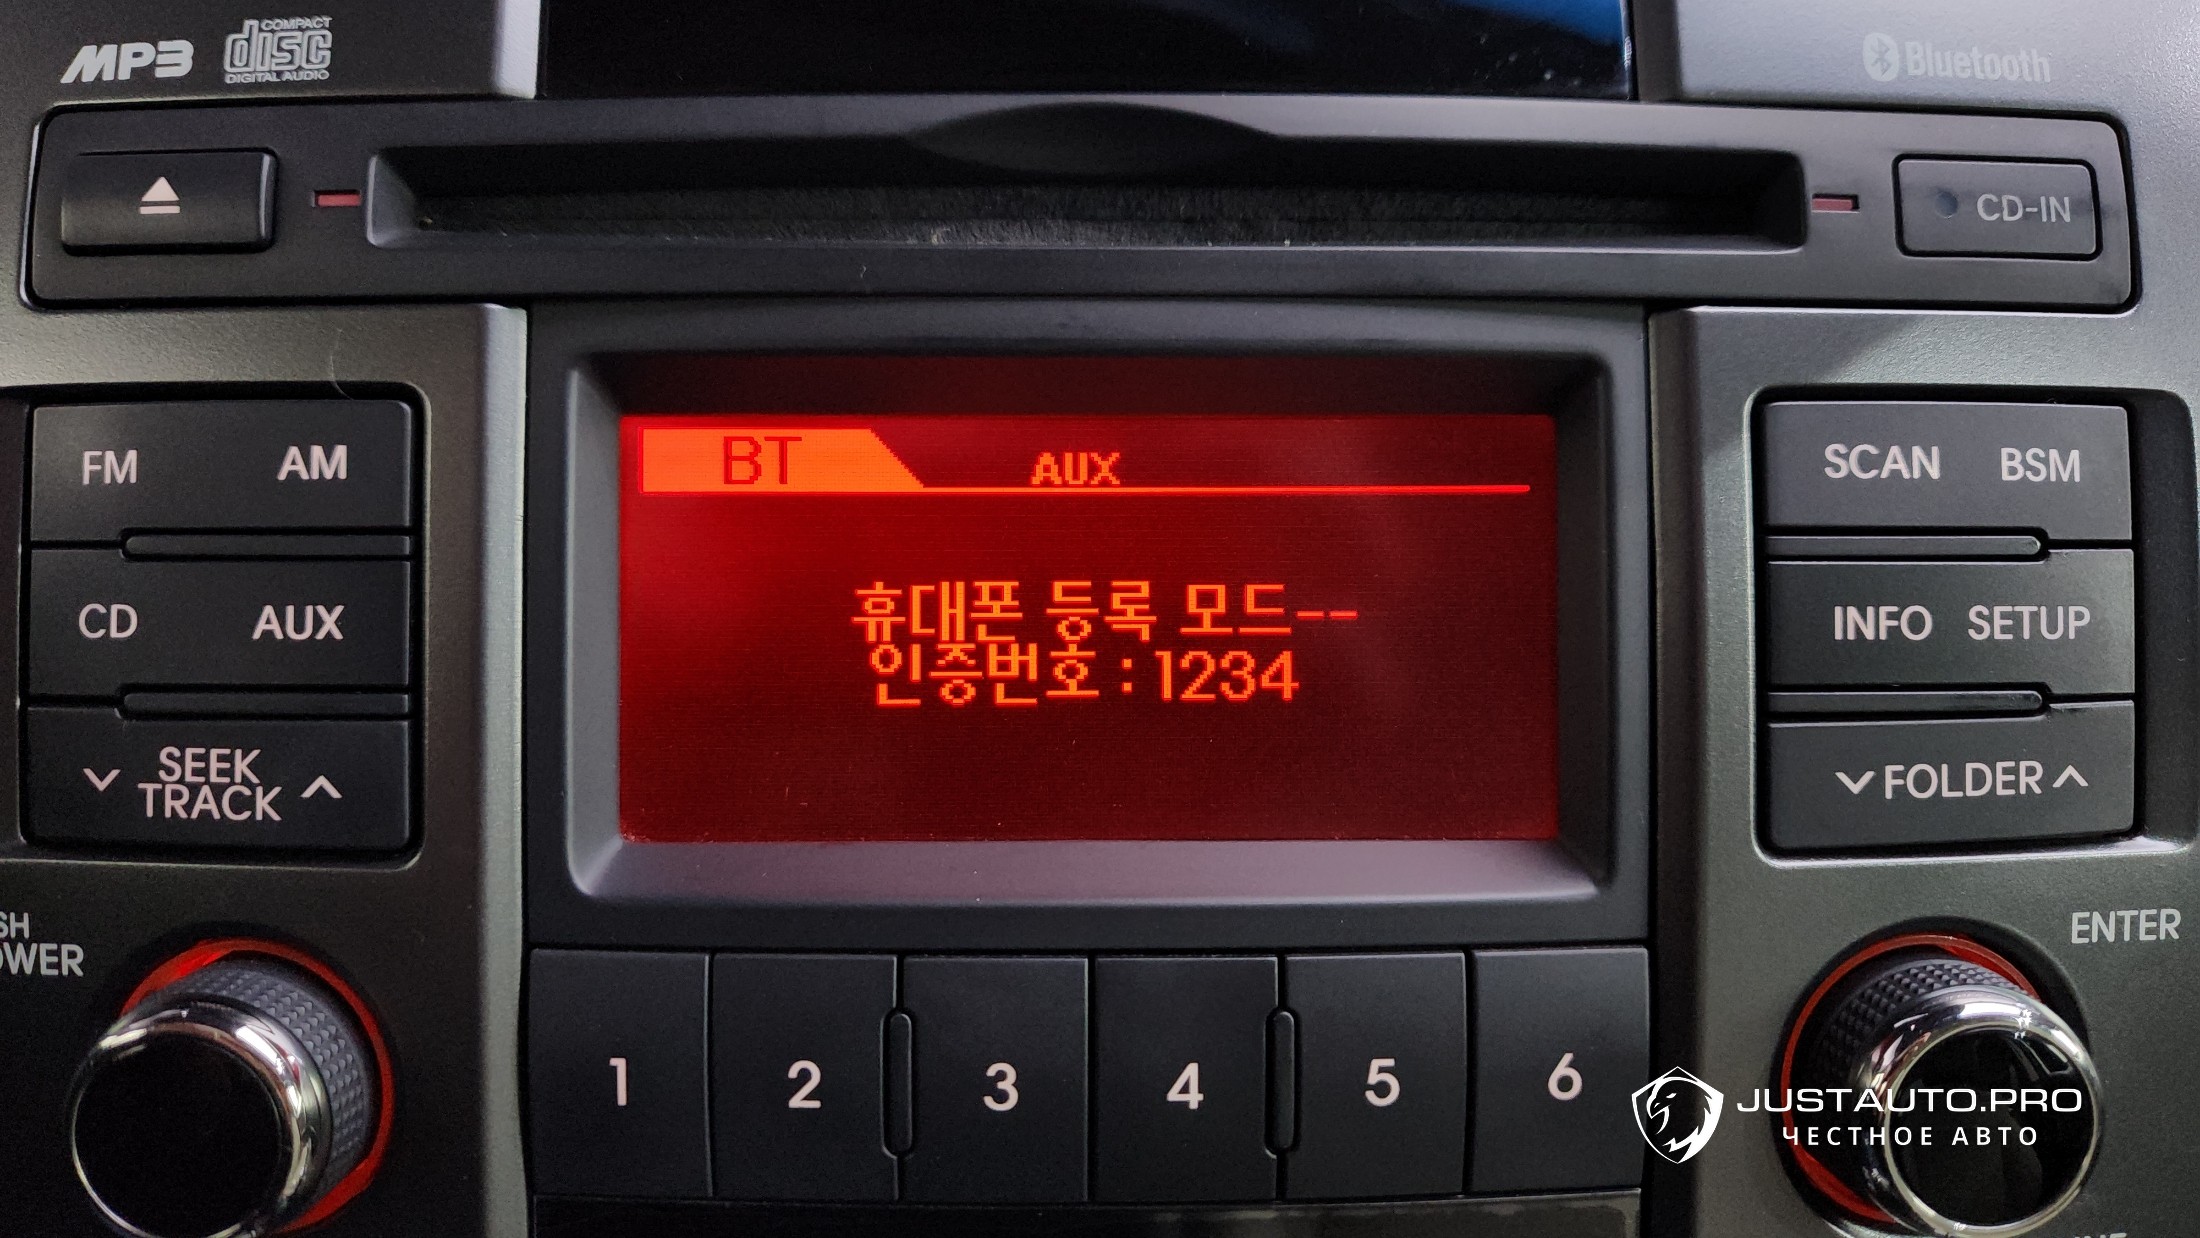 MP3
COMPACT
disc
DIGITAL AUDIO
Bluetooth
CD-IN
BT AUX
휴대폰 등록 모드--
인증번호 : 1234
FM AM
CD AUX
SEEK
TRACK
SCAN BSM
INFO SETUP
FOLDER
ENTER
1 2 3 4 5 6
JUSTAUTO.PRO
ЧЕСТНОЕ АВТО